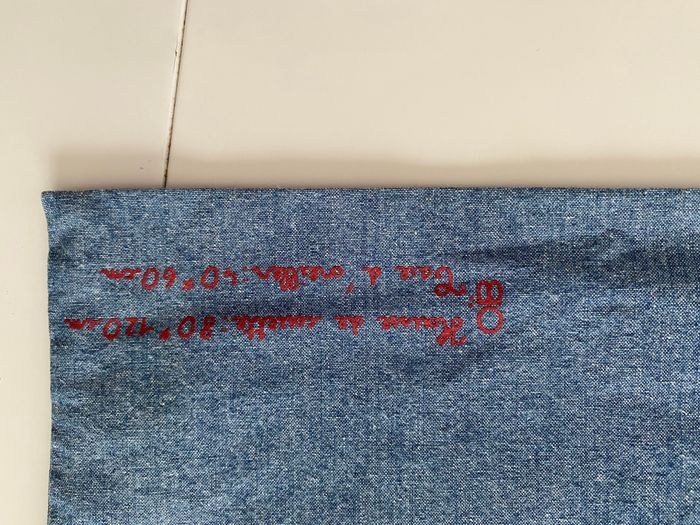 Housse de couette : 80*120 cm
Taie d'oreiller : 40*60 cm